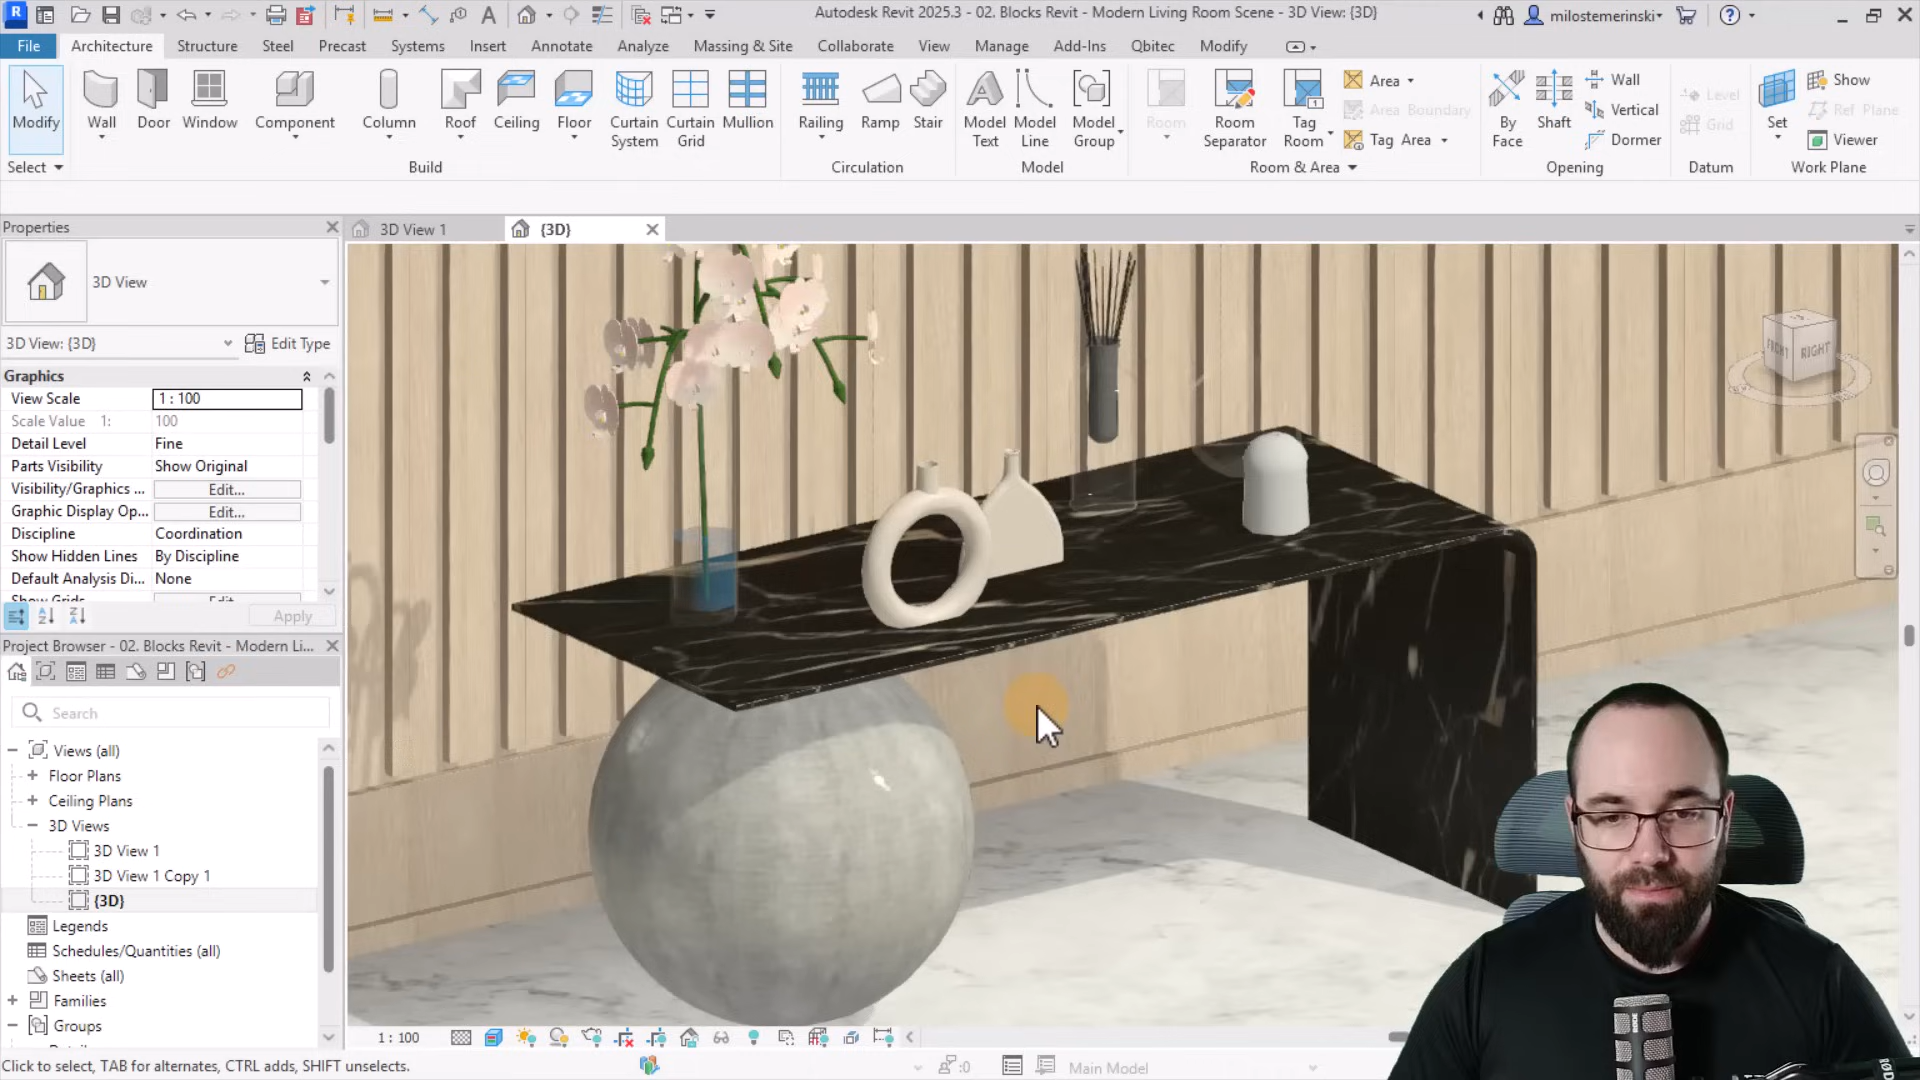 Autodesk Revit 2025.3 - 02. Blocks Revit - Modern Living Room Scene - 3D View: {3D}
milostemerinski
File Architecture Structure Steel Precast Systems Insert Annotate Analyze Massing & Site Collaborate View Manage Add-Ins Qbitec Modify
Modify
Wall
Door
Window
Component
Column
Roof
Ceiling
Floor
Curtain System
Curtain Grid
Mullion
Railing
Ramp
Stair
Model Text
Model Line
Model Group
Room
Room Separator
Tag Room
Area
Area Boundary
Tag Area
By Face
Shaft
Wall
Vertical
Dormer
Level
Grid
Set
Show
Ref Plane
Viewer
Select
Build
Circulation
Model
Room & Area
Opening
Datum
Work Plane
Properties
3D View 1
{3D}
3D View
3D View: {3D}
Edit Type
Graphics
View Scale 1 : 100
Scale Value 1: 100
Detail Level Fine
Parts Visibility Show Original
Visibility/Graphics ... Edit...
Graphic Display Op... Edit...
Discipline Coordination
Show Hidden Lines By Discipline
Default Analysis Di... None
Show Grids Edit
Apply
FRONT
RIGHT
Project Browser - 02. Blocks Revit - Modern Li...
Search
Views (all)
Floor Plans
Ceiling Plans
3D Views
3D View 1
3D View 1 Copy 1
{3D}
Legends
Schedules/Quantities (all)
Sheets (all)
Families
Groups
1 : 100
Click to select, TAB for alternates, CTRL adds, SHIFT unselects.
:0
Main Model